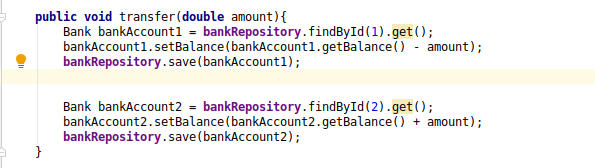 public void transfer(double amount){
Bank bankAccount1 = bankRepository.findById(1).get();
bankAccount1.setBalance(bankAccount1.getBalance() - amount);
bankRepository.save(bankAccount1);
Bank bankAccount2 = bankRepository.findById(2).get();
bankAccount2.setBalance(bankAccount2.getBalance() + amount);
bankRepository.save(bankAccount2);
}